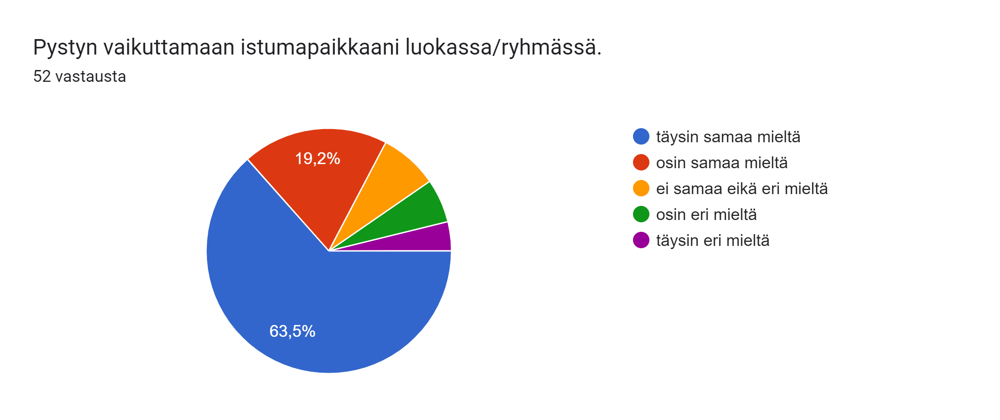 Pystyn vaikuttamaan istumapaikkaani luokassa/ryhmässä.
52 vastausta
19,2%
63,5%
täysin samaa mieltä
osin samaa mieltä
ei samaa eikä eri mieltä
osin eri mieltä
täysin eri mieltä